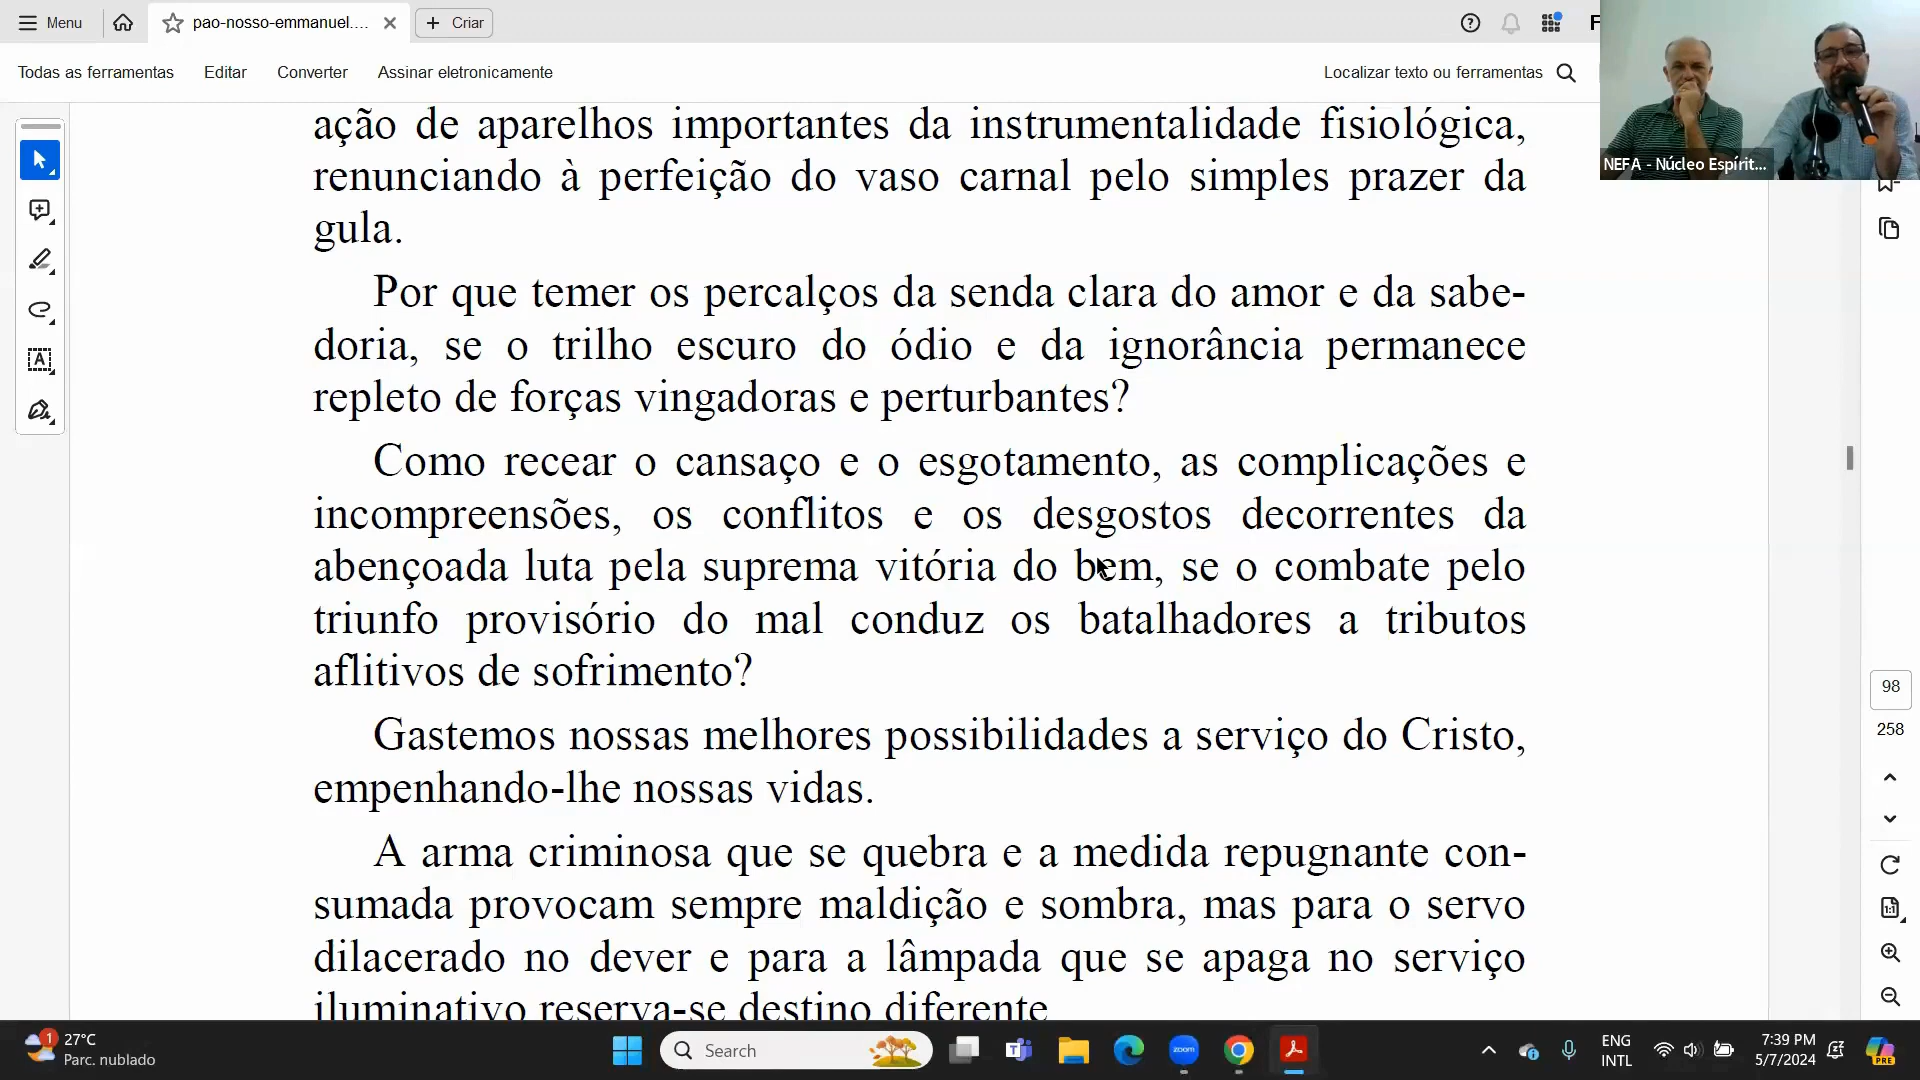 Menu
pao-nosso-emmanuel....
Criar
Todas as ferramentas
Editar
Converter
Assinar eletronicamente
Localizar texto ou ferramentas
NEFA - Núcleo Espírit...
ação de aparelhos importantes da instrumentalidade fisiológica,
renunciando à perfeição do vaso carnal pelo simples prazer da
gula.
Por que temer os percalços da senda clara do amor e da sabe-
doria, se o trilho escuro do ódio e da ignorância permanece
repleto de forças vingadoras e perturbantes?
Como recear o cansaço e o esgotamento, as complicações e
incompreensões, os conflitos e os desgostos decorrentes da
abençoada luta pela suprema vitória do bem, se o combate pelo
triunfo provisório do mal conduz os batalhadores a tributos
aflitivos de sofrimento?
Gastemos nossas melhores possibilidades a serviço do Cristo,
empenhando-lhe nossas vidas.
A arma criminosa que se quebra e a medida repugnante con-
sumada provocam sempre maldição e sombra, mas para o servo
dilacerado no dever e para a lâmpada que se apaga no serviço
iluminativo reserva-se destino diferente
98
258
1:1
1
27°C
Parc. nublado
Search
zoom
ENG
INTL
7:39 PM
5/7/2024
PRE